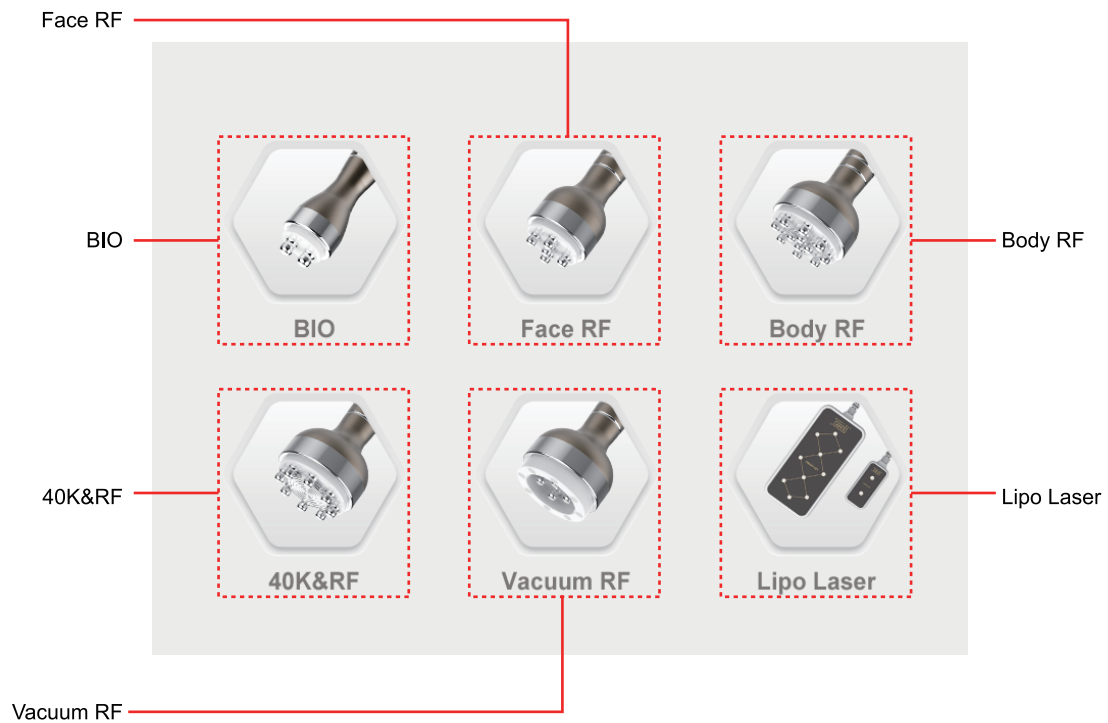 Face RF
BIO
Body RF
BIO
Face RF
Body RF
40K&RF
Lipo Laser
40K&RF
Vacuum RF
Lipo Laser
Vacuum RF